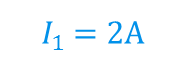 I₁ = 2A